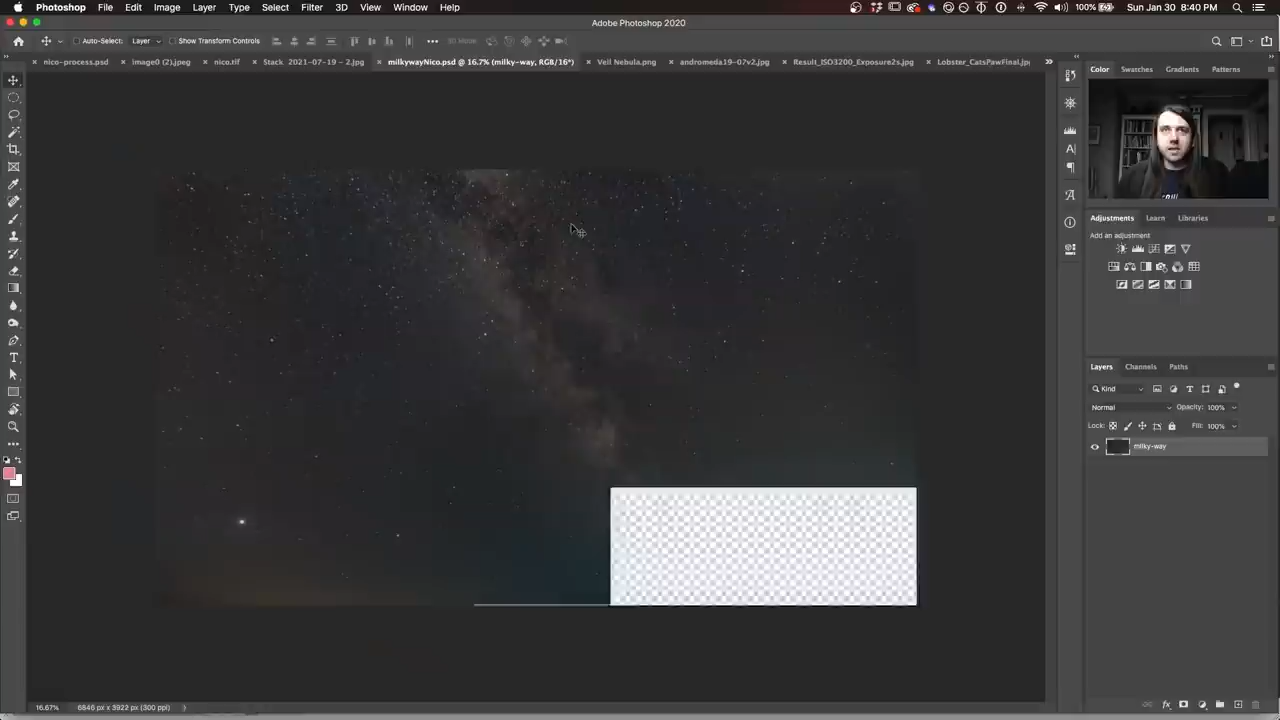 Photoshop File Edit Image Layer Type Select Filter 3D View Window Help 100% Sun Jan 30 8:40 PM
Adobe Photoshop 2020
Auto-Select: Layer Show Transform Controls 3D Mode:
nico-process.psd image0 (2).jpeg nico.tif Stack 2021-07-19 - 2.jpg milkywayNico.psd @ 16.7% (milky-way, RGB/16*) Veil Nebula.png andromeda19-07v2.jpg Result_ISO3200_Exposure2s.jpg Lobster_CatsPawFinal.jpg
Color Swatches Gradients Patterns
Adjustments Learn Libraries
Add an adjustment
Layers Channels Paths
Kind
Normal Opacity: 100%
Lock: Fill: 100%
milky-way
16.67% 6846 px x 3922 px (300 ppi)